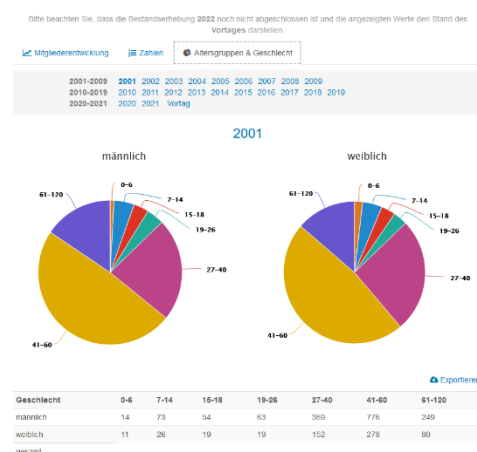 Bitte beachten Sie, dass die Bestandserhebung 2022 noch nicht abgeschlossen ist und die angezeigten Werte den Stand des
Vortages darstellen.
Mitgliederentwicklung Zahlen Altersgruppen & Geschlecht
2001-2009 2001 2002 2003 2004 2005 2006 2007 2008 2009
2010-2019 2010 2011 2012 2013 2014 2015 2016 2017 2018 2019
2020-2021 2020 2021 Vortag
2001
männlich weiblich
61-120 0-6 61-120 0-6
7-14 7-14
15-18 15-18
19-26 19-26
27-40 27-40
41-60 41-60
Exportieren
Geschlecht 0-6 7-14 15-18 19-26 27-40 41-60 61-120
männlich 14 73 54 63 369 776 249
weiblich 11 26 19 19 152 278 80
gesamt